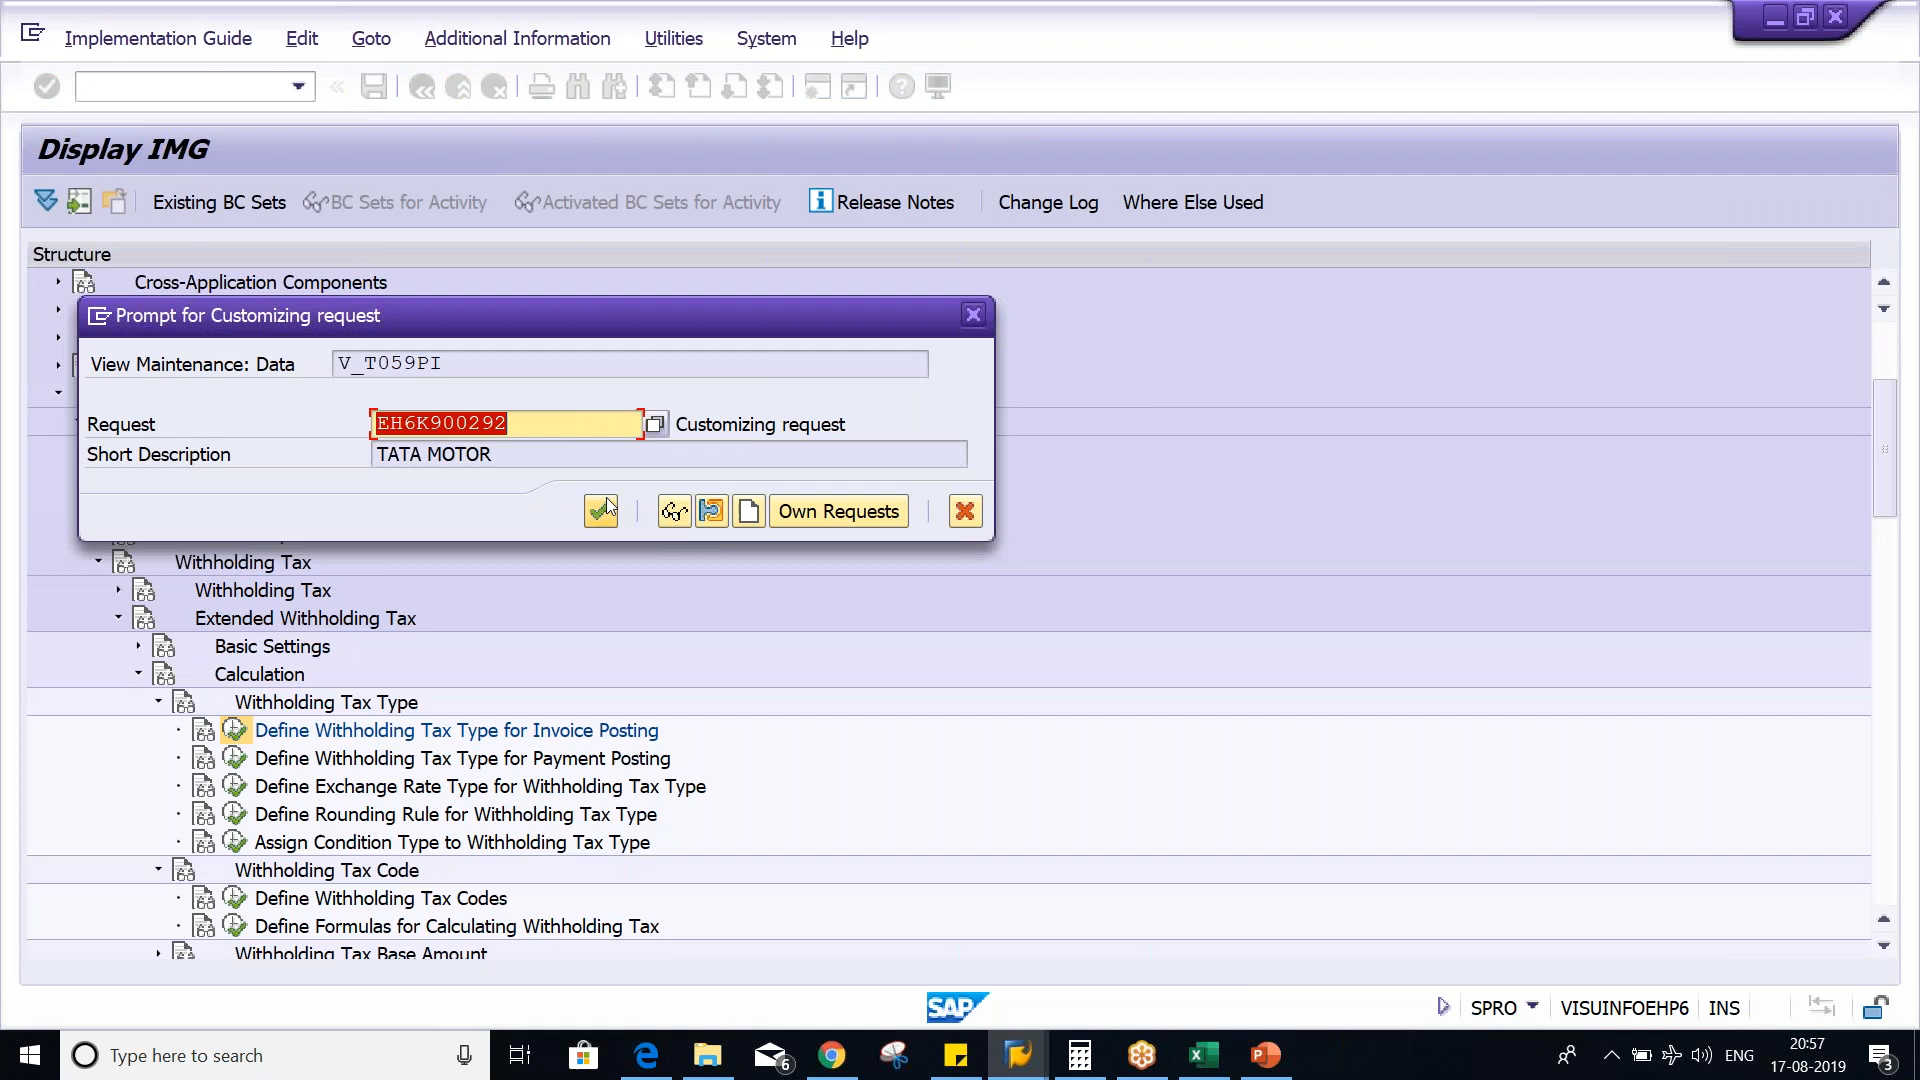 Implementation Guide Edit Goto Additional Information Utilities System Help
Display IMG
Existing BC Sets BC Sets for Activity Activated BC Sets for Activity Release Notes Change Log Where Else Used
Structure
Cross-Application Components
Prompt for Customizing request
View Maintenance: Data V_T059PI
Request EH6K900292 Customizing request
Short Description TATA MOTOR
Own Requests
Withholding Tax
Withholding Tax
Extended Withholding Tax
Basic Settings
Calculation
Withholding Tax Type
Define Withholding Tax Type for Invoice Posting
Define Withholding Tax Type for Payment Posting
Define Exchange Rate Type for Withholding Tax Type
Define Rounding Rule for Withholding Tax Type
Assign Condition Type to Withholding Tax Type
Withholding Tax Code
Define Withholding Tax Codes
Define Formulas for Calculating Withholding Tax
Withholding Tax Base Amount
SAP SPRO VISUINFOEHP6 INS
Type here to search 6 ENG 20:57
17-08-2019 3